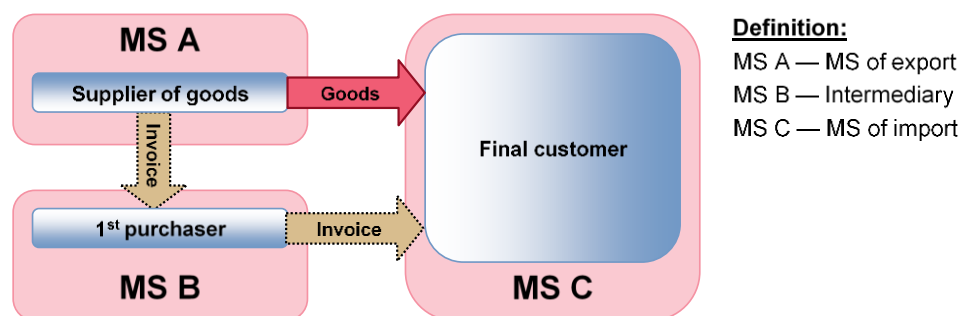 MS A
Supplier of goods
Goods
Invoice
1st purchaser
Invoice
MS B
Final customer
MS C
Definition:
MS A — MS of export
MS B — Intermediary
MS C — MS of import